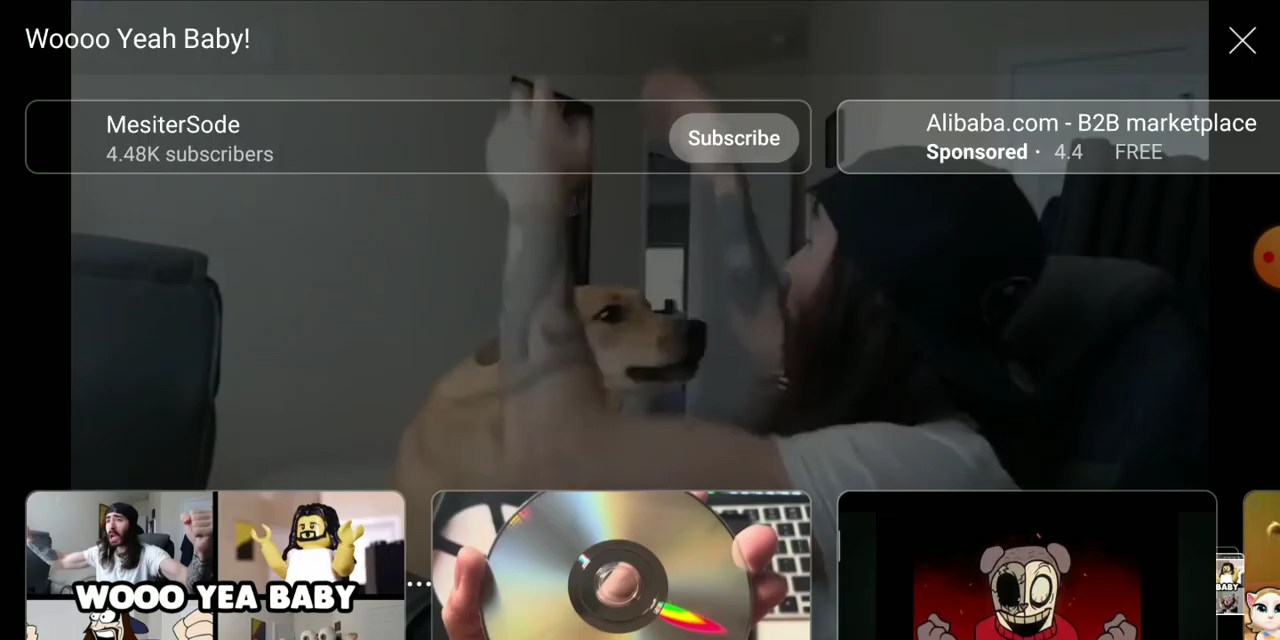 Woooo Yeah Baby!
MesiterSode
4.48K subscribers
Subscribe
Alibaba.com - B2B marketplace
Sponsored · 4.4 FREE
WOOO YEA BABY
BABY